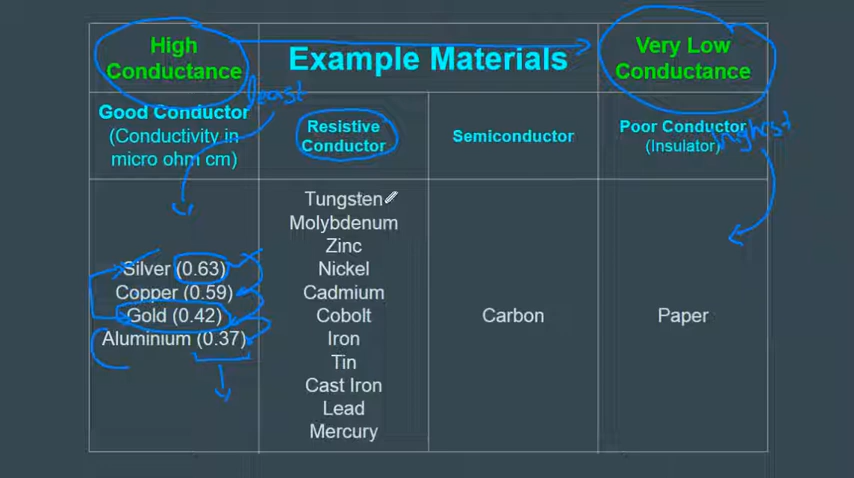 High
Conductance
Example Materials
Very Low
Conductance
least
Good Conductor
(Conductivity in
micro ohm cm)
Resistive
Conductor
Semiconductor
Poor Conductor
(Insulator)
highest
Silver (0.63)
Copper (0.59)
Gold (0.42)
Aluminium (0.37)
Tungsten
Molybdenum
Zinc
Nickel
Cadmium
Cobolt
Iron
Tin
Cast Iron
Lead
Mercury
Carbon
Paper